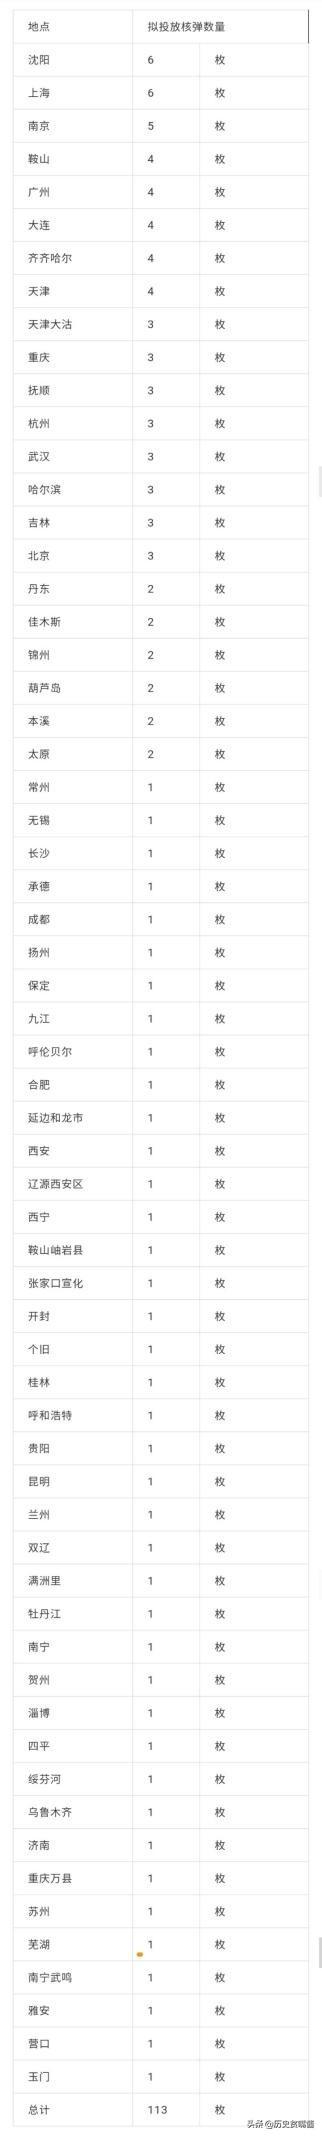 地点 拟投放核弹数量
沈阳 6 枚
上海 6 枚
南京 5 枚
鞍山 4 枚
广州 4 枚
大连 4 枚
齐齐哈尔 4 枚
天津 4 枚
天津大沽 3 枚
重庆 3 枚
抚顺 3 枚
杭州 3 枚
武汉 3 枚
哈尔滨 3 枚
吉林 3 枚
北京 3 枚
丹东 2 枚
佳木斯 2 枚
锦州 2 枚
葫芦岛 2 枚
本溪 2 枚
太原 2 枚
常州 1 枚
无锡 1 枚
长沙 1 枚
承德 1 枚
成都 1 枚
扬州 1 枚
保定 1 枚
九江 1 枚
呼伦贝尔 1 枚
合肥 1 枚
延边和龙市 1 枚
西安 1 枚
辽源西安区 1 枚
西宁 1 枚
鞍山岫岩县 1 枚
张家口宣化 1 枚
开封 1 枚
个旧 1 枚
桂林 1 枚
呼和浩特 1 枚
贵阳 1 枚
昆明 1 枚
兰州 1 枚
双辽 1 枚
满洲里 1 枚
牡丹江 1 枚
南宁 1 枚
贺州 1 枚
淄博 1 枚
四平 1 枚
绥芬河 1 枚
乌鲁木齐 1 枚
济南 1 枚
重庆万县 1 枚
苏州 1 枚
芜湖 1 枚
南宁武鸣 1 枚
雅安 1 枚
营口 1 枚
玉门 1 枚
总计 113 枚
头条 @历史贫嘴酱